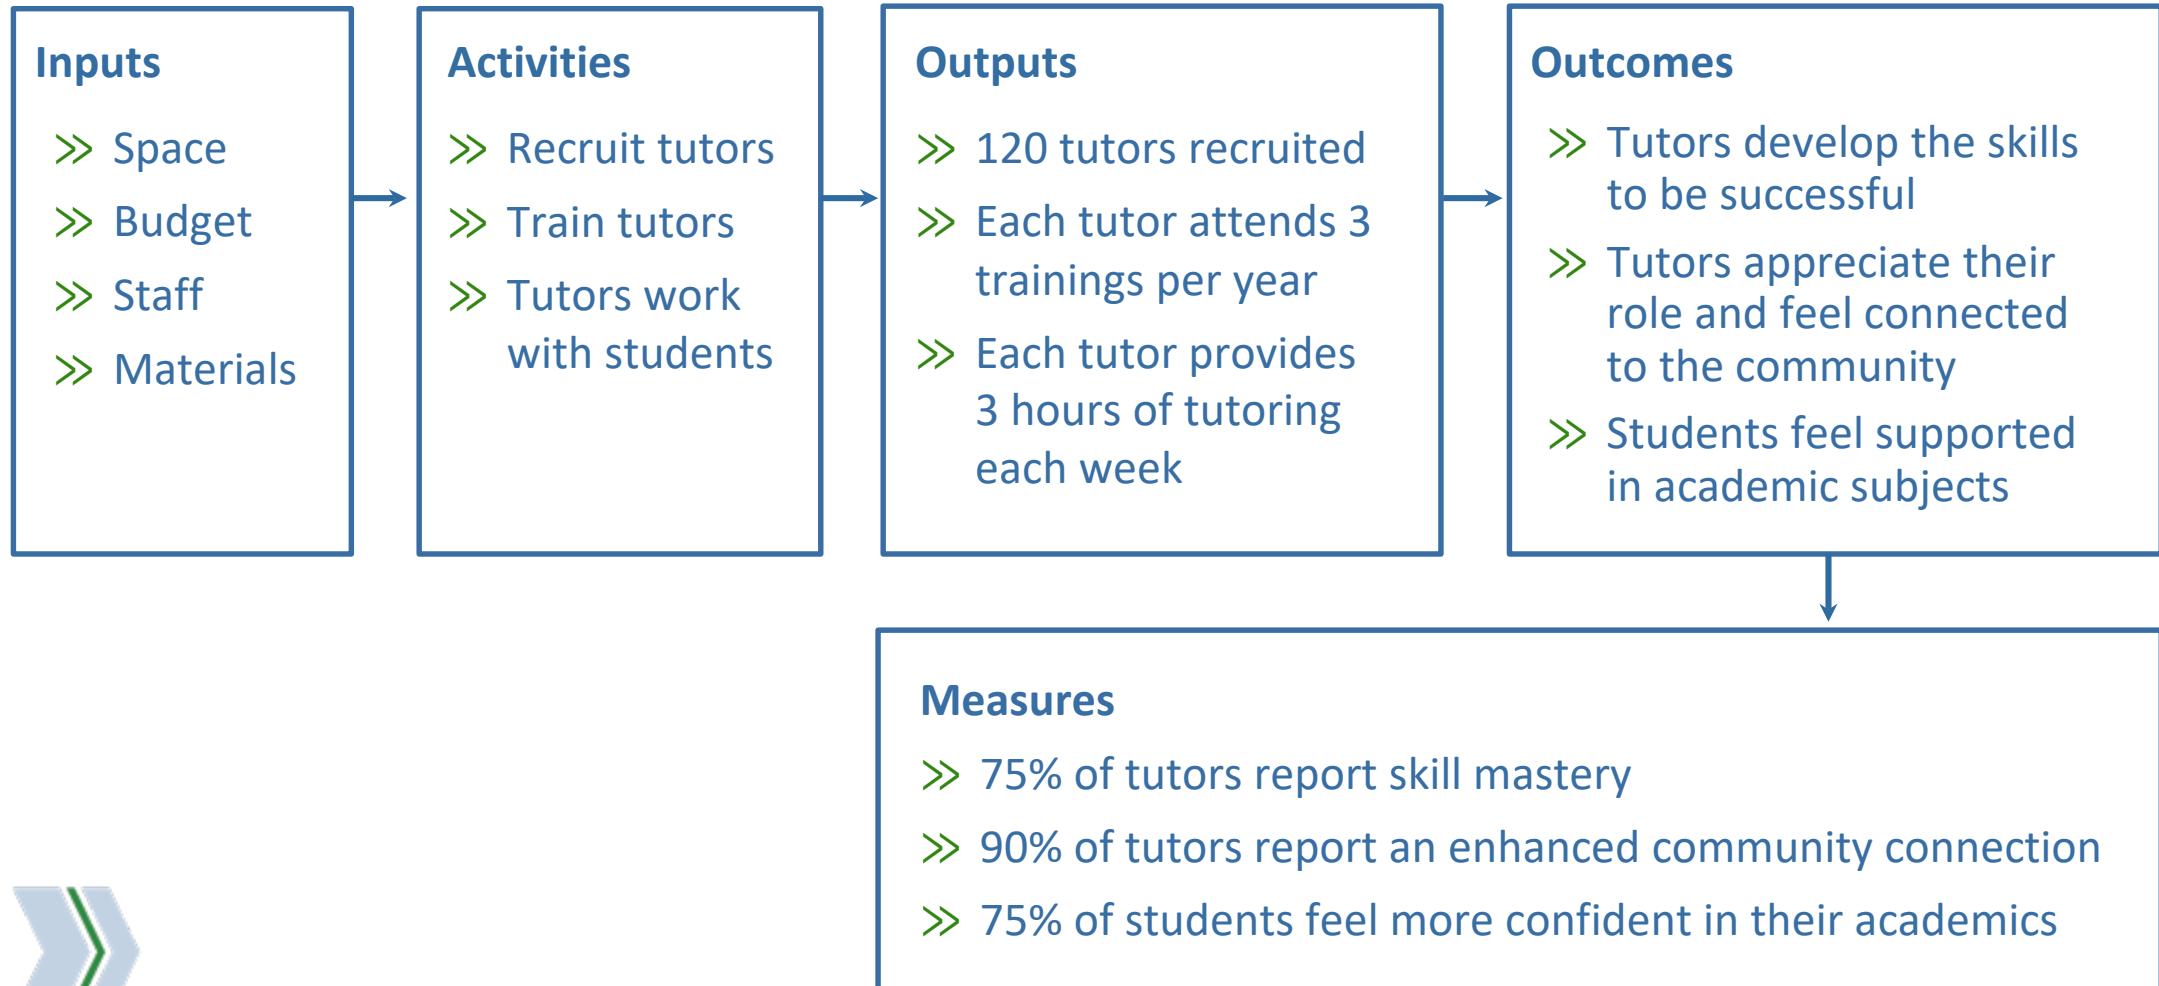 Inputs
Space
Budget
Staff
Materials
Activities
Recruit tutors
Train tutors
Tutors work
with students
Outputs
120 tutors recruited
Each tutor attends 3
trainings per year
Each tutor provides
3 hours of tutoring
each week
Outcomes
Tutors develop the skills
to be successful
Tutors appreciate their
role and feel connected
to the community
Students feel supported
in academic subjects
Measures
75% of tutors report skill mastery
90% of tutors report an enhanced community connection
75% of students feel more confident in their academics